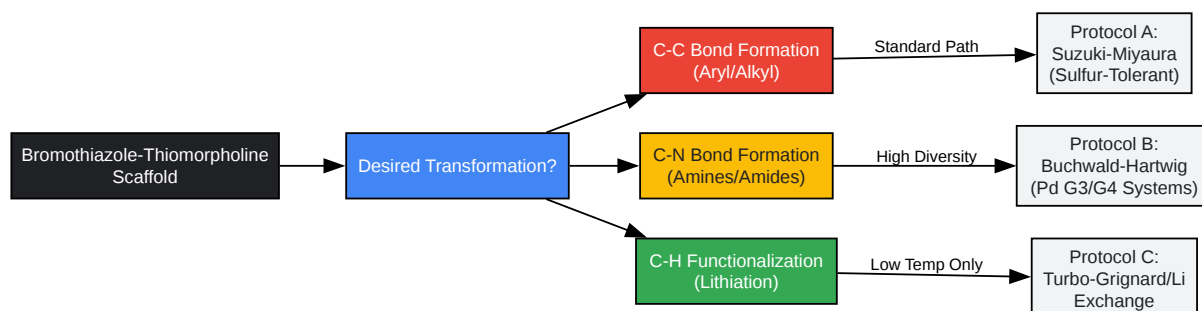 Bromothiazole-Thiomorpholine
Scaffold
Desired Transformation?
C-C Bond Formation
(Aryl/Alkyl)
Standard Path
Protocol A:
Suzuki-Miyaura
(Sulfur-Tolerant)
C-N Bond Formation
(Amines/Amides)
High Diversity
Protocol B:
Buchwald-Hartwig
(Pd G3/G4 Systems)
C-H Functionalization
(Lithiation)
Low Temp Only
Protocol C:
Turbo-Grignard/Li
Exchange